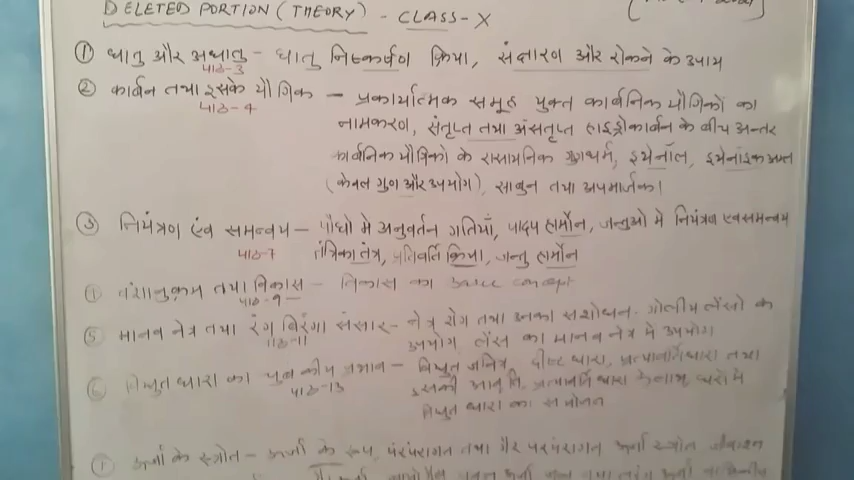 DELETED PORTION (THEORY) - CLASS-X
① धातु और अधातु - धातु निष्कर्षण क्रिया, संक्षारण और रोकने के उपाय
पाठ-3
② कार्बन तथा इसके यौगिक - प्रकार्यात्मक समूह युक्त कार्बनिक यौगिकों का
पाठ-4
नामकरण, संतृप्त तथा असंतृप्त हाइड्रोकार्बन के बीच अन्तर
कार्बनिक यौगिको के रासायनिक गुणधर्म, इथेनॉल, इथेनॉइक अम्ल
(केवल गुण और उपयोग), साबुन तथा अपमार्जक।
③ नियंत्रण एंव समन्वय - पौधो मे अनुवर्तन गतियाँ, पादप हार्मोन, जन्तुओ मे नियंत्रण एवं समन्वय
पाठ-7 तंत्रिका तंत्र, प्रतिवर्ति क्रिया, जन्तु हार्मोन
वंशानुक्रम तथा विकास - विकास का basic concept
पाठ-9
⑤ मानव नेत्र तथा रंग बिरंगा संसार - नेत्र रोग तथा उनका संशोधन. गोलीय लेंसो के
पाठ-11 उपयोग, लेंस का मानव नेत्र मे उपयोग
⑥ विधुत धारा का चुंबकीय प्रभाव - विधुत जनित्र, दिष्ट धारा, प्रत्यावर्ति धारा तथा
पाठ-13 इसकी आवृति, प्रत्यावर्ति धारा के लाभ, घरो मे
विधुत धारा का संयोजन
ऊर्जा के स्त्रोत - ऊर्जा के रूप, परंपरागत तथा गैर परंपरागत ऊर्जा स्त्रोत